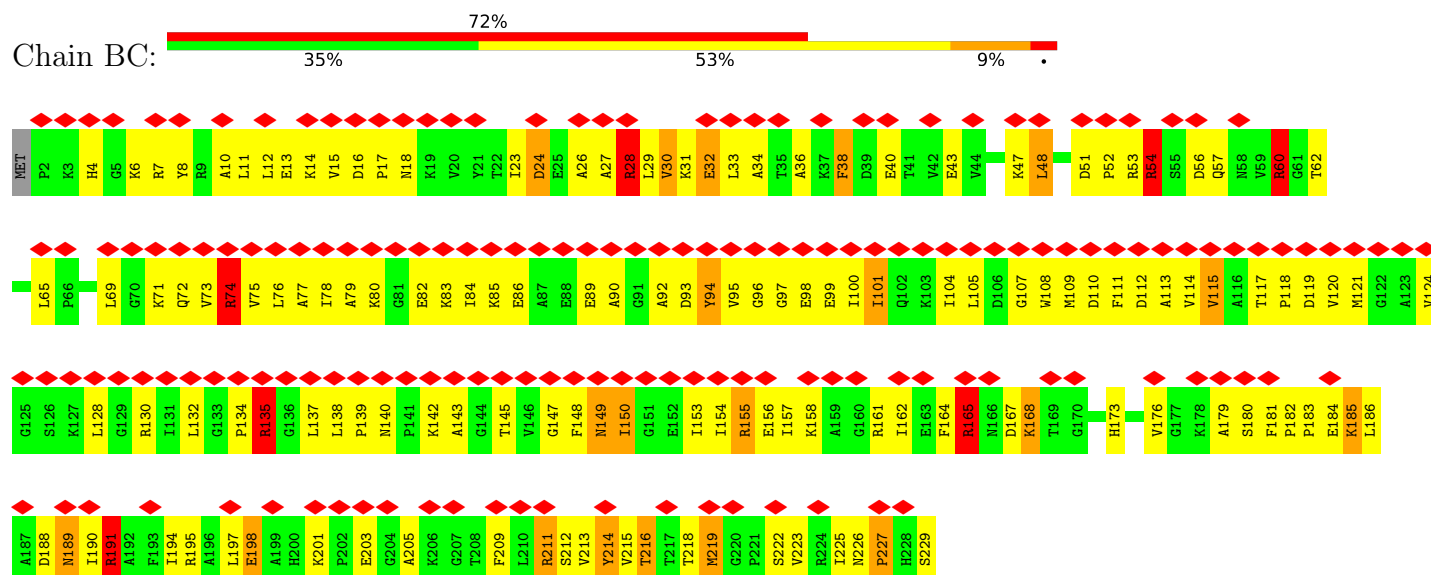 72%
Chain BC:
35% 53% 9% •
MET P2 K3 H4 G5 K6 R7 Y8 R9 A10 L11 L12 E13 K14 V15 D16 P17 N18 K19 V20 Y21 T22 I23 D24 E25 A26 A27 R28 L29 V30 K31 E32 L33 A34 T35 A36 K37 F38 D39 E40 T41 V42 E43 V44 K47 L48 D51 P52 R53 R54 S55 D56 Q57 N58 V59 R60 G61 T62
L65 P66 L69 G70 K71 Q72 V73 R74 V75 L76 A77 I78 A79 K80 G81 E82 K83 I84 K85 E86 A87 E88 E89 A90 G91 A92 D93 Y94 Y95 G96 G97 E98 E99 I100 I101 Q102 K103 I104 L105 D106 G107 W108 M109 D110 F111 D112 A113 V114 V115 A116 T117 P118 D119 V120 M121 G122 A123 V124
G125 S126 K127 L128 G129 R130 I131 L132 G133 P134 R135 G136 L137 L138 P139 N140 P141 K142 A143 G144 T145 V146 G147 F148 N149 I150 G151 E152 I153 I154 R155 E156 I157 K158 A159 G160 R161 I162 E163 F164 R165 N166 D167 K168 T169 G170 H173 V176 G177 K178 A179 S180 F181 P182 P183 E184 K185 L186
A187 D188 N189 I190 R191 A192 F193 I194 R195 A196 L197 E198 A199 H200 K201 P202 E203 G204 A205 K206 G207 T208 F209 L210 R211 S212 V213 Y214 V215 T216 T217 T218 M219 G220 P221 S222 V223 R224 I225 N226 P227 H228 S229